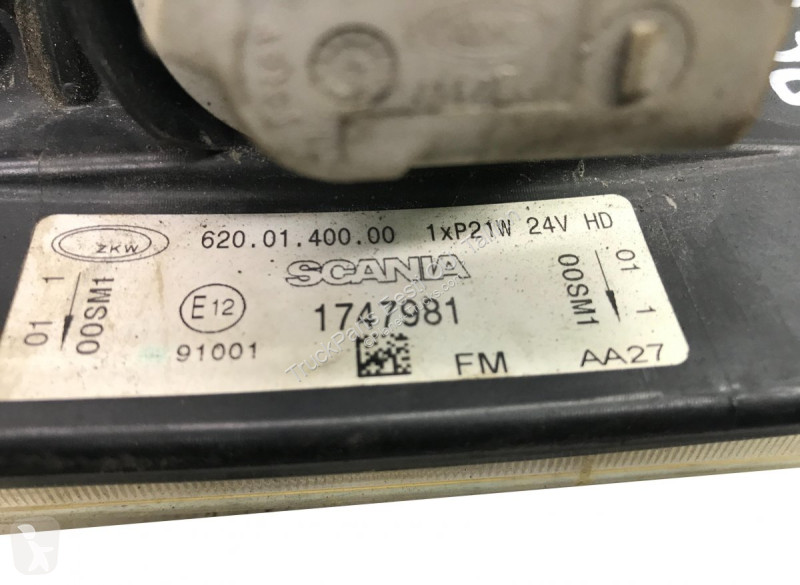 ZKW 620.01.400.00 1xP21W 24V HD
SCANIA
01 1
00SM1
E12
91001
1747981
FM
01 1
00SM1
AA27